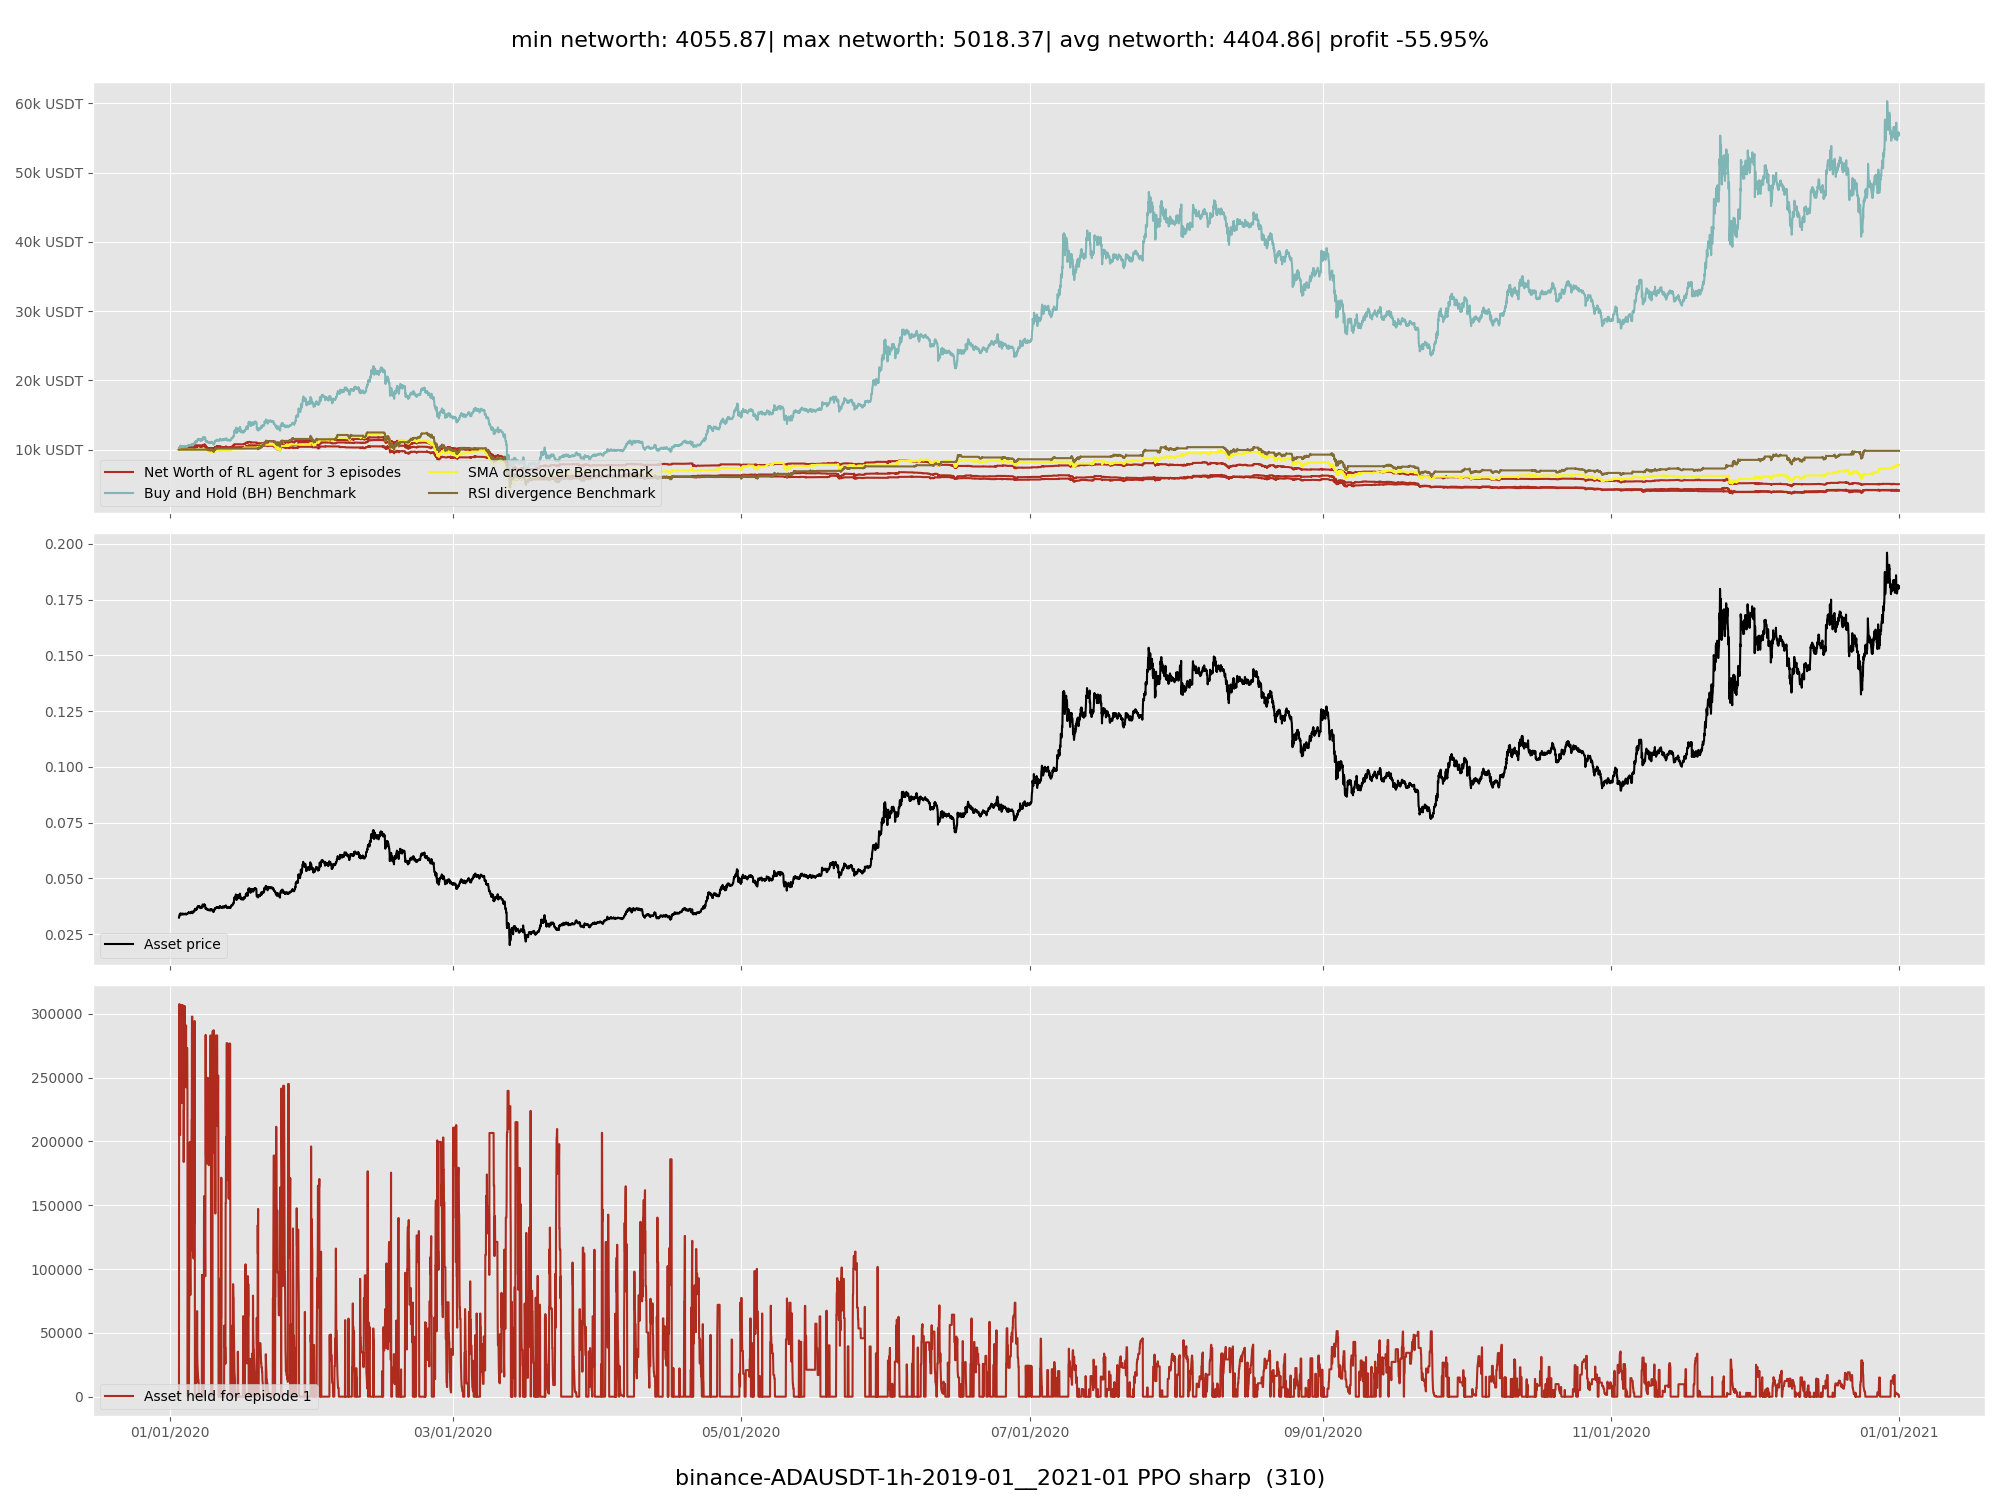 min networth: 4055.87| max networth: 5018.37| avg networth: 4404.86| profit -55.95%
60k USDT
50k USDT
40k USDT
30k USDT
20k USDT
10k USDT
Net Worth of RL agent for 3 episodes
Buy and Hold (BH) Benchmark
SMA crossover Benchmark
RSI divergence Benchmark
0.200
0.175
0.150
0.125
0.100
0.075
0.050
0.025
Asset price
300000
250000
200000
150000
100000
50000
0
Asset held for episode 1
01/01/2020 03/01/2020 05/01/2020 07/01/2020 09/01/2020 11/01/2020 01/01/2021
binance-ADAUSDT-1h-2019-01__2021-01 PPO sharp  (310)